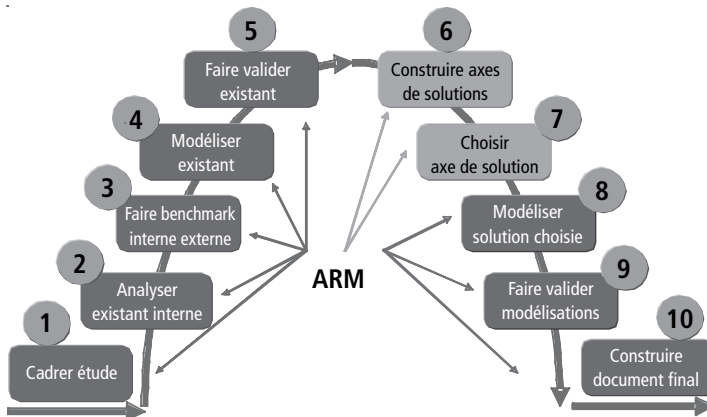 1
Cadrer étude
2
Analyser
existant interne
3
Faire benchmark
interne externe
4
Modéliser
existant
5
Faire valider
existant
6
Construire axes
de solutions
7
Choisir
axe de solution
8
Modéliser
solution choisie
9
Faire valider
modélisations
10
Construire
document final
ARM